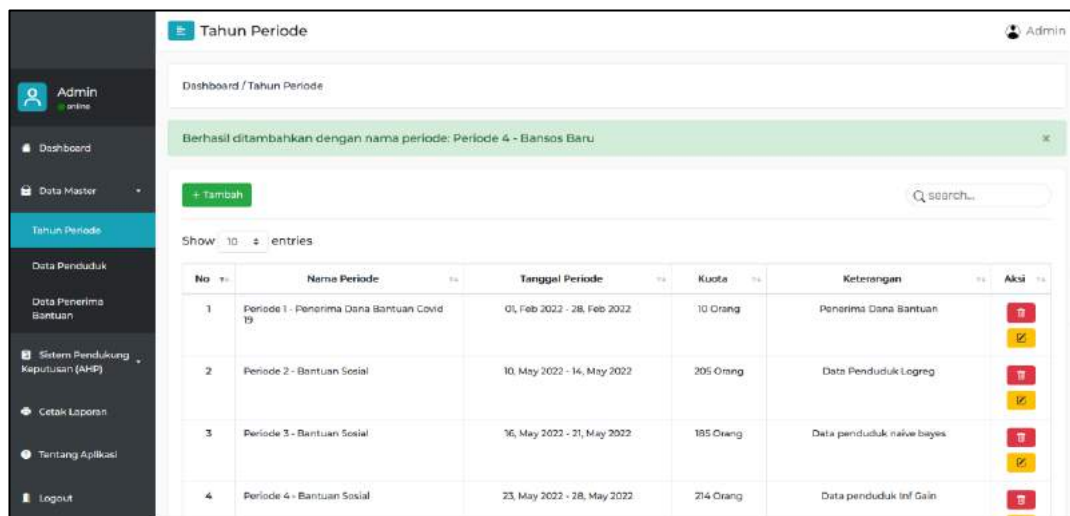 Tahun Periode
Admin
Admin
online
Dashboard / Tahun Periode
Berhasil ditambahkan dengan nama periode: Periode 4 - Bansos Baru
×
Dashboard
Data Master
Tahun Periode
Data Penduduk
Data Penerima
Bantuan
Sistem Pendukung
Keputusan (AHP)
Cetak Laporan
Tentang Aplikasi
Logout
+ Tambah
search...
Show 10 entries
No Nama Periode Tanggal Periode Kuota Keterangan Aksi
1 Periode 1 - Penerima Dana Bantuan Covid 01, Feb 2022 - 28, Feb 2022 10 Orang Penerima Dana Bantuan
19
2 Periode 2 - Bantuan Sosial 10, May 2022 - 14, May 2022 205 Orang Data Penduduk Logreg
3 Periode 3 - Bantuan Sosial 16, May 2022 - 21, May 2022 185 Orang Data penduduk naive bayes
4 Periode 4 - Bantuan Sosial 23, May 2022 - 28, May 2022 214 Orang Data penduduk Inf Gain